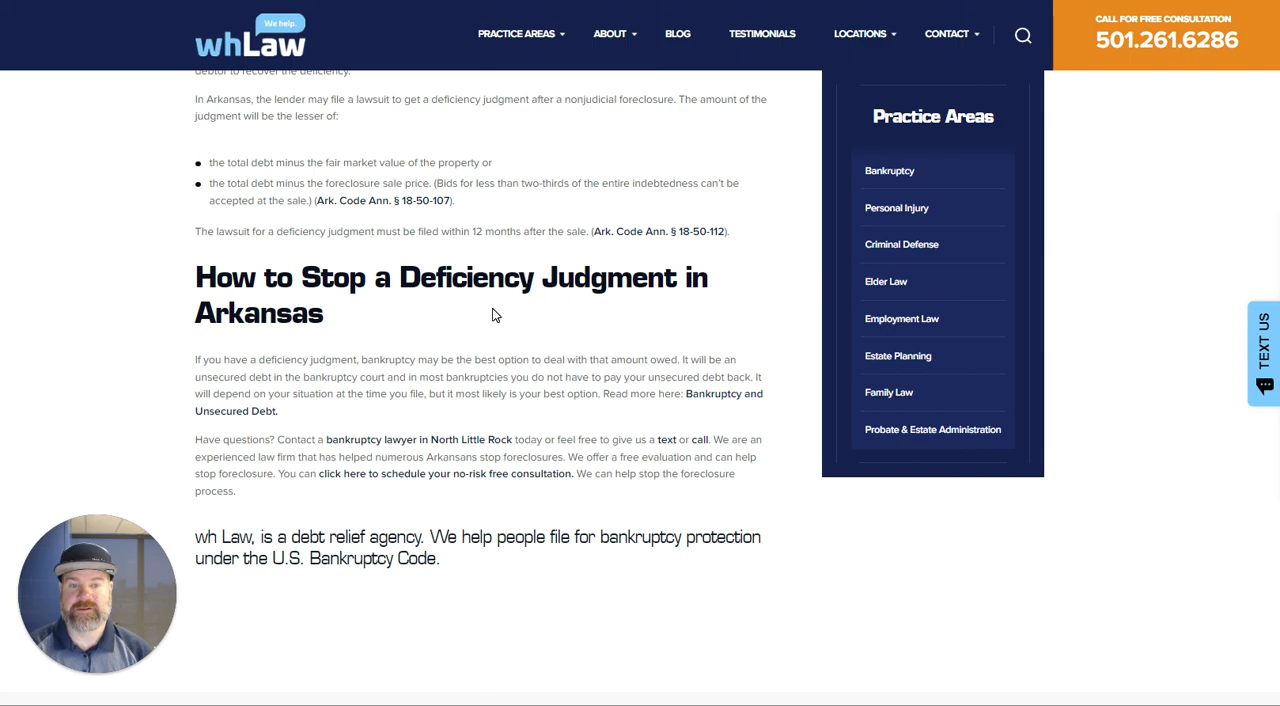 We help.
whLaw
PRACTICE AREAS
ABOUT
BLOG
TESTIMONIALS
LOCATIONS
CONTACT
CALL FOR FREE CONSULTATION
501.261.6286
debtor to recover the deficiency.
In Arkansas, the lender may file a lawsuit to get a deficiency judgment after a nonjudicial foreclosure. The amount of the
judgment will be the lesser of:
the total debt minus the fair market value of the property or
the total debt minus the foreclosure sale price. (Bids for less than two-thirds of the entire indebtedness can't be
accepted at the sale.) (Ark. Code Ann. § 18-50-107).
The lawsuit for a deficiency judgment must be filed within 12 months after the sale. (Ark. Code Ann. § 18-50-112).
How to Stop a Deficiency Judgment in
Arkansas
If you have a deficiency judgment, bankruptcy may be the best option to deal with that amount owed. It will be an
unsecured debt in the bankruptcy court and in most bankruptcies you do not have to pay your unsecured debt back. It
will depend on your situation at the time you file, but it most likely is your best option. Read more here: Bankruptcy and
Unsecured Debt.
Have questions? Contact a bankruptcy lawyer in North Little Rock today or feel free to give us a text or call. We are an
experienced law firm that has helped numerous Arkansans stop foreclosures. We offer a free evaluation and can help
stop foreclosure. You can click here to schedule your no-risk free consultation. We can help stop the foreclosure
process.
wh Law, is a debt relief agency. We help people file for bankruptcy protection
under the U.S. Bankruptcy Code.
Practice Areas
Bankruptcy
Personal Injury
Criminal Defense
Elder Law
Employment Law
Estate Planning
Family Law
Probate & Estate Administration
TEXT US